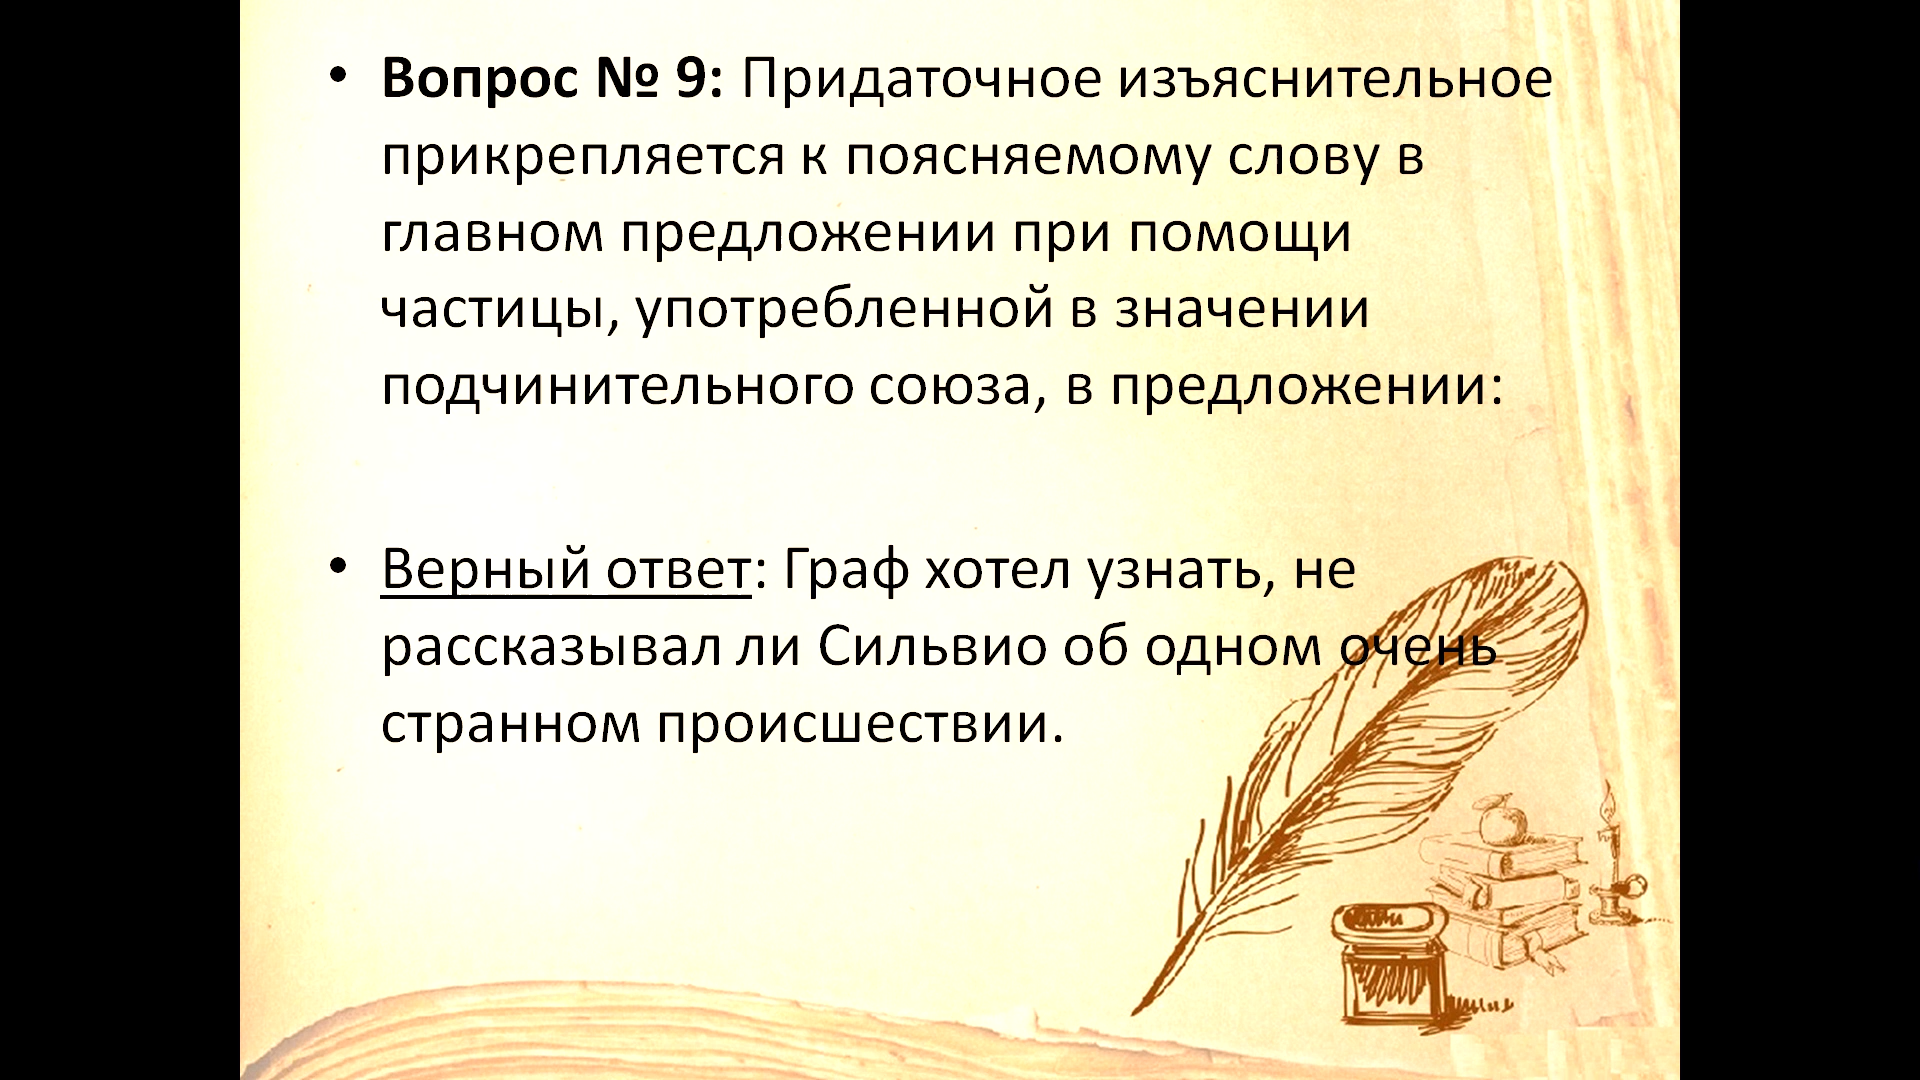 • Вопрос № 9: Придаточное изъяснительное
прикрепляется к поясняемому слову в
главном предложении при помощи
частицы, употребленной в значении
подчинительного союза, в предложении:
• Верный ответ: Граф хотел узнать, не
рассказывал ли Сильвио об одном очень
странном происшествии.